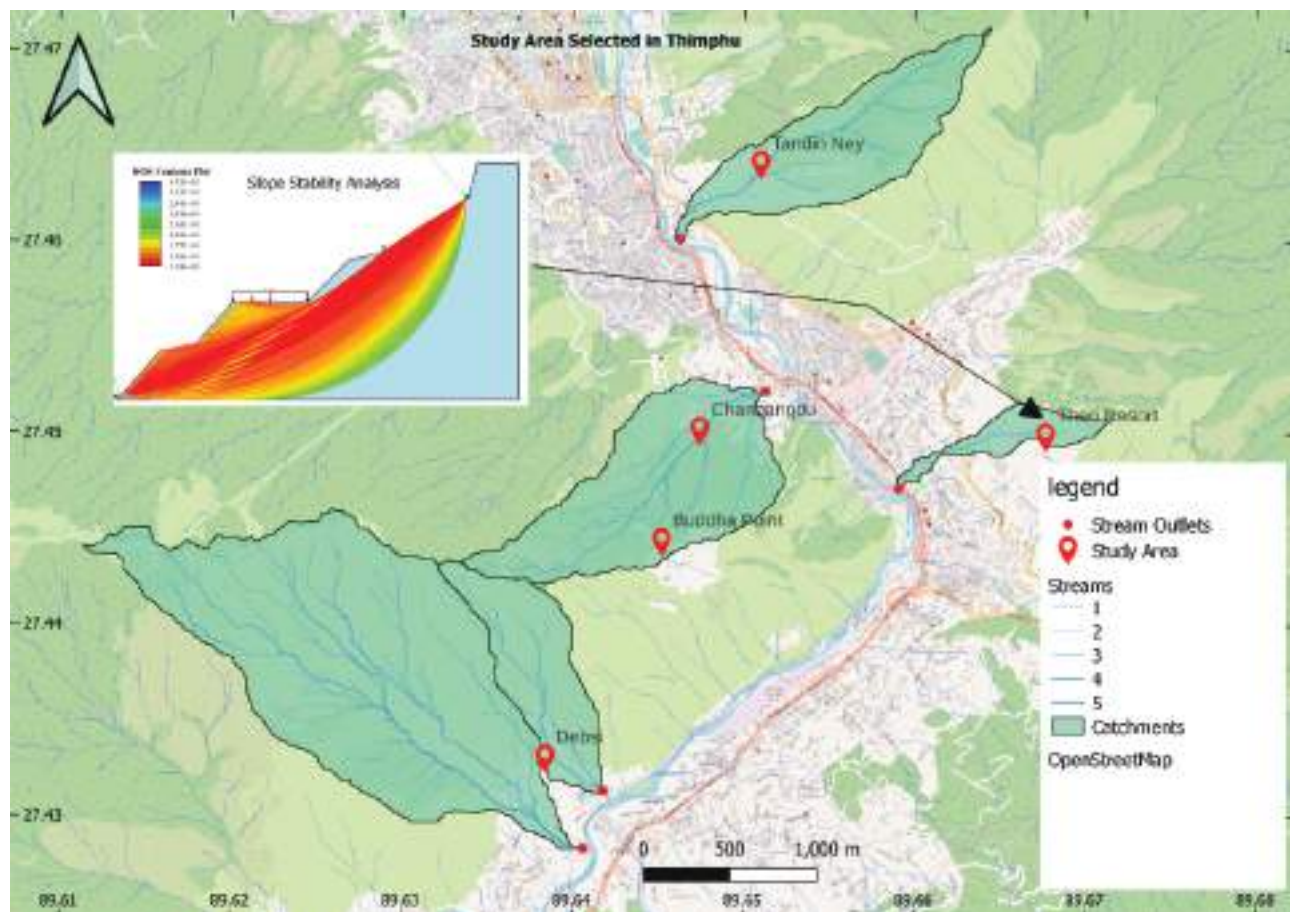 Study Area Selected in Thimphu
27.47
27.46
27.45
27.44
27.43
89.61
89.62
89.63
89.64
89.65
89.66
89.67
89.68
Slope Stability Analysis
Tandin Ney
Changangdu
Buddha Point
Debsi
legend
Stream Outlets
Study Area
Streams
1
2
3
4
5
Catchments
OpenStreetMap
0 500 1,000 m